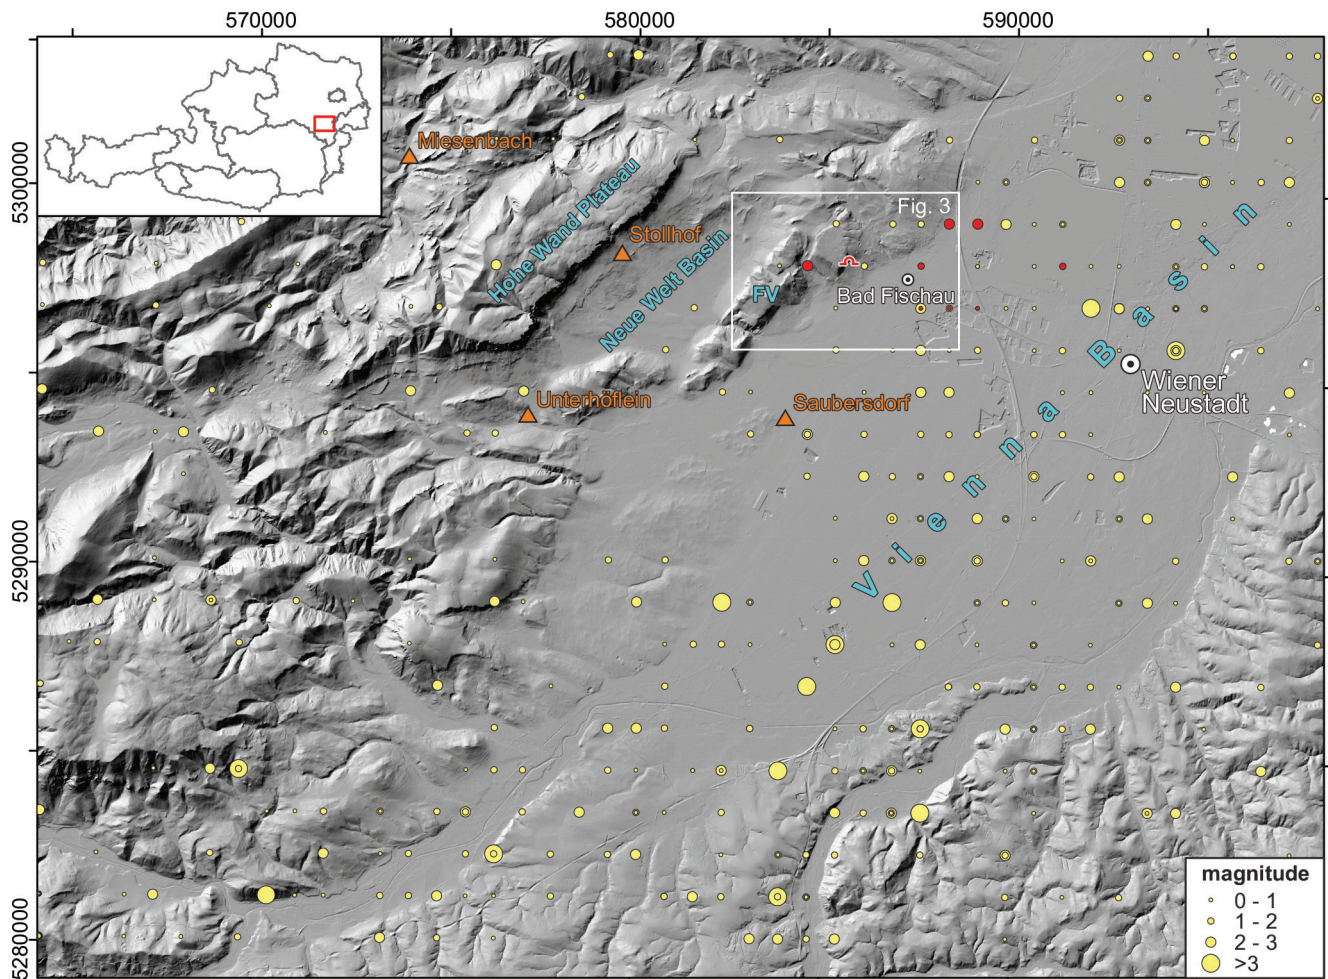 570000
580000
590000
5300000
5290000
5280000
Miesenbach
Hohe Wand Plateau
Stollhof
Neue Welt Basin
Fig. 3
FV
Bad Fischau
Unterhöflein
Saubersdorf
Vienna Basin
Wiener
Neustadt
magnitude
0 - 1
1 - 2
2 - 3
>3